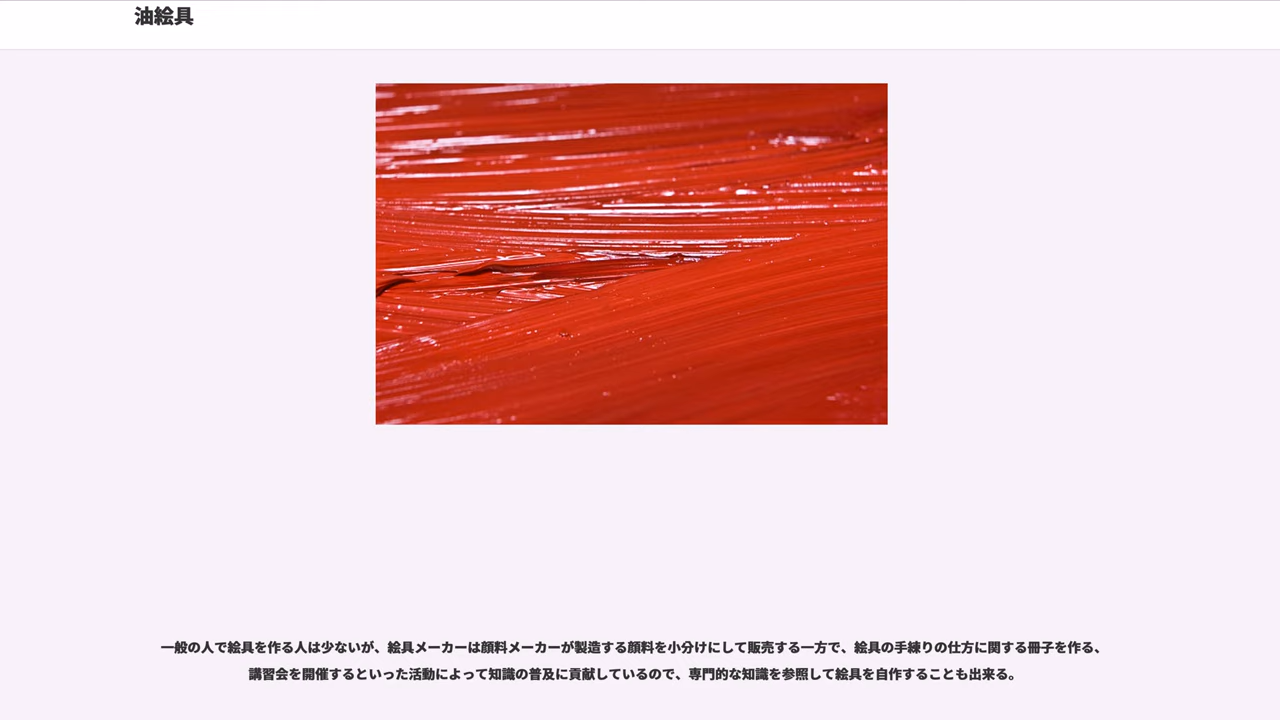 油絵具
一般の人で絵具を作る人は少ないが、絵具メーカーは顔料メーカーが製造する顔料を小分けにして販売する一方で、絵具の手練りの仕方に関する冊子を作る、
講習会を開催するといった活動によって知識の普及に貢献しているので、専門的な知識を参照して絵具を自作することも出来る。